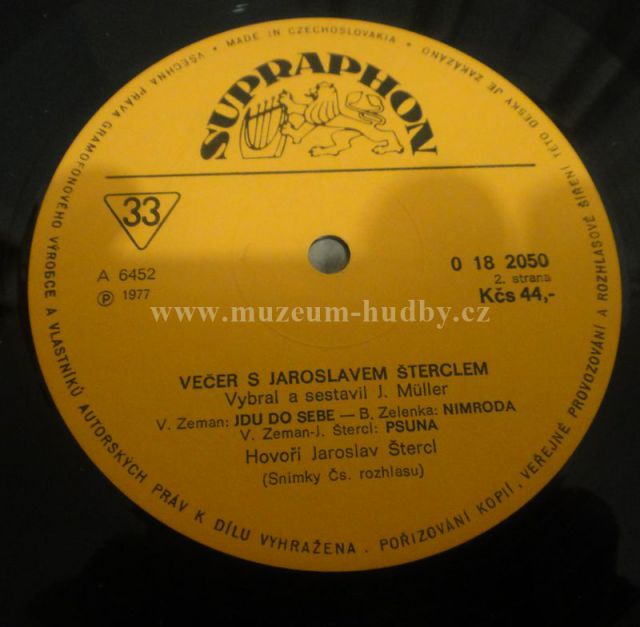 VŠECHNA PRÁVA GRAMOFONOVÉHO VÝROBCE A VLASTNÍKŮ AUTORSKÝCH PRÁV K DÍLU VYHRAŽENA . POŘIZOVÁNÍ KOPIÍ, VEŘEJNÉ PROVOZOVÁNÍ A ROZHLASOVÉ ŠÍŘENÍ TÉTO DESKY JE ZAKÁZÁNO
• MADE IN CZECHOSLOVAKIA •
SUPRAPHON
33
A 6452
Ⓟ 1977
0 18 2050
2. strana
Kčs 44,-
www.muzeum-hudby.cz
VEČER S JAROSLAVEM ŠTERCLEM
Vybral a sestavil J. Müller
V. Zeman: JDU DO SEBE — B. Zelenka: NIMRODA
V. Zeman-J. Štercl: PSUNA
Hovoří Jaroslav Štercl
(Snímky Čs. rozhlasu)